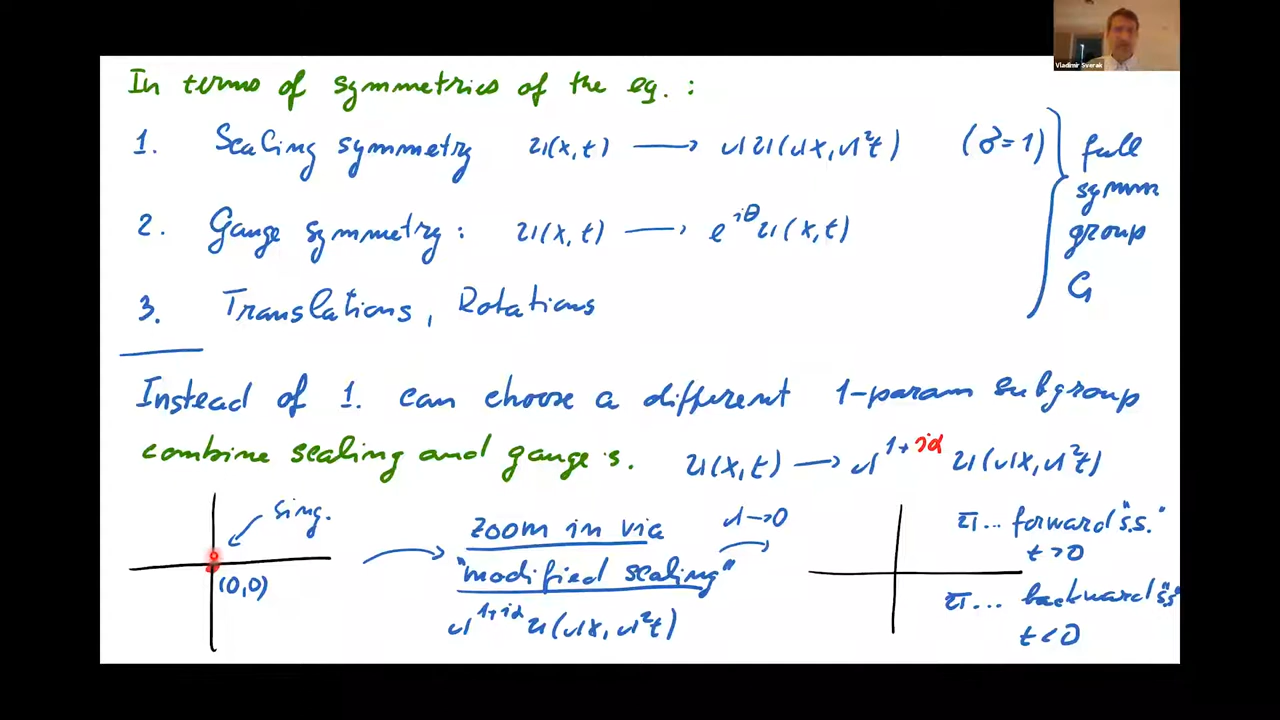 In terms of symmetries of the eq. :
1. Scaling symmetry u(x,t) → λu(λx,λ²t) (σ=1)
2. Gauge symmetry: u(x,t) → e^{iθ}u(x,t)
3. Translations, Rotations
full
symm
group
G
Instead of 1. can choose a different 1-param subgroup
combine scaling and gauge s. u(x,t) → λ^{1+iα} u(λx,λ²t)
sing.
(0,0)
zoom in via
"modified scaling"
λ^{1+iα} u(λx,λ²t)
λ→0
ū... forward "s.s."
t>0
ū... backward "s.s"
t<0
Vladimir Sverak